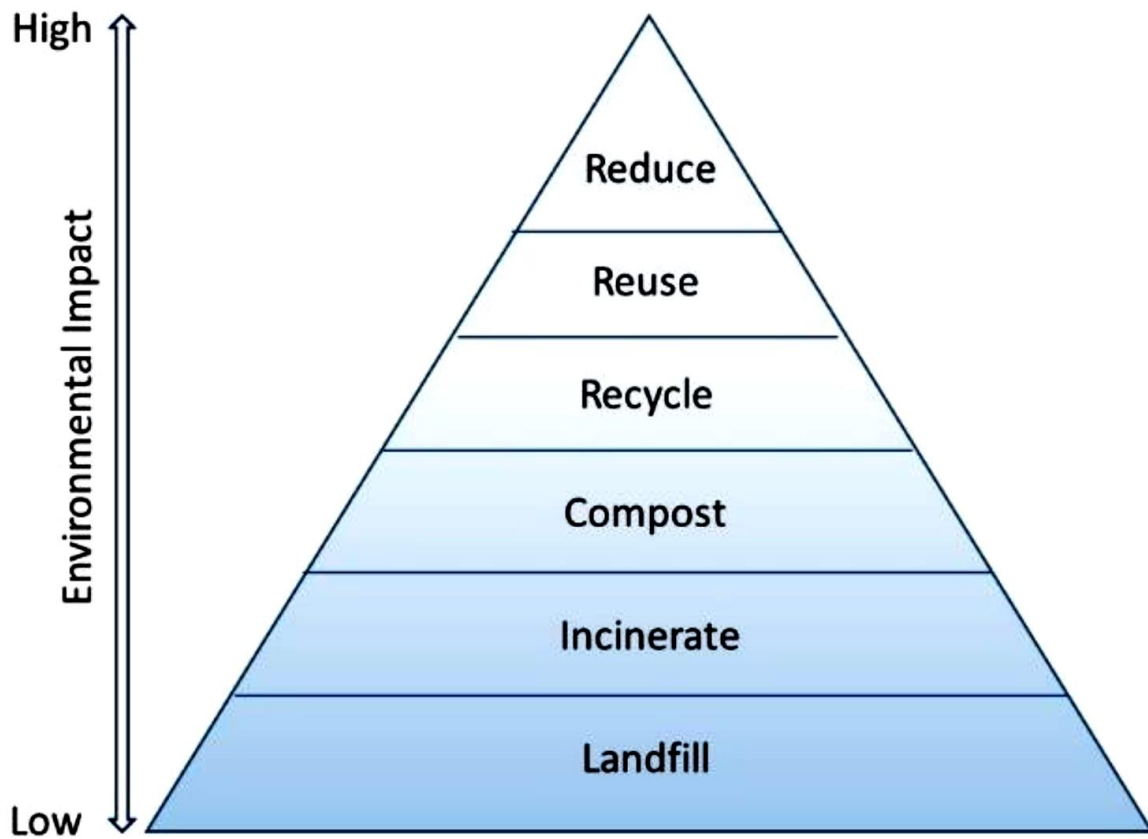 High
Environmental Impact
Reduce
Reuse
Recycle
Compost
Incinerate
Landfill
Low